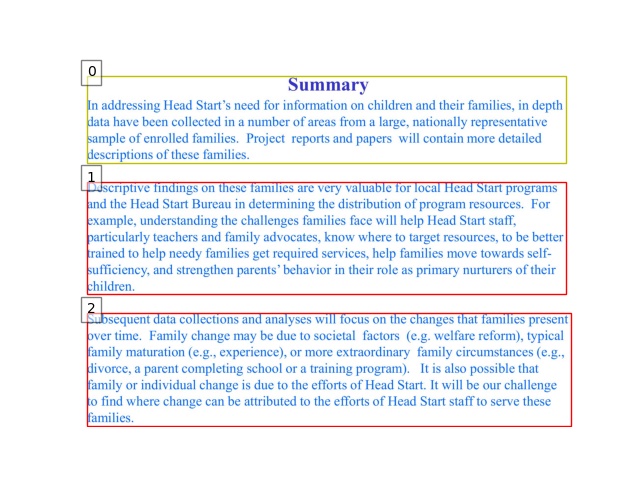 0
Summary
In addressing Head Start’s need for information on children and their families, in depth
data have been collected in a number of areas from a large, nationally representative
sample of enrolled families.  Project  reports and papers  will contain more detailed
descriptions of these families.
1
Descriptive findings on these families are very valuable for local Head Start programs
and the Head Start Bureau in determining the distribution of program resources.  For
example, understanding the challenges families face will help Head Start staff,
particularly teachers and family advocates, know where to target resources, to be better
trained to help needy families get required services, help families move towards self-
sufficiency, and strengthen parents’ behavior in their role as primary nurturers of their
children.
2
Subsequent data collections and analyses will focus on the changes that families present
over time.  Family change may be due to societal  factors  (e.g. welfare reform), typical
family maturation (e.g., experience), or more extraordinary  family circumstances (e.g.,
divorce, a parent completing school or a training program).   It is also possible that
family or individual change is due to the efforts of Head Start. It will be our challenge
to find where change can be attributed to the efforts of Head Start staff to serve these
families.